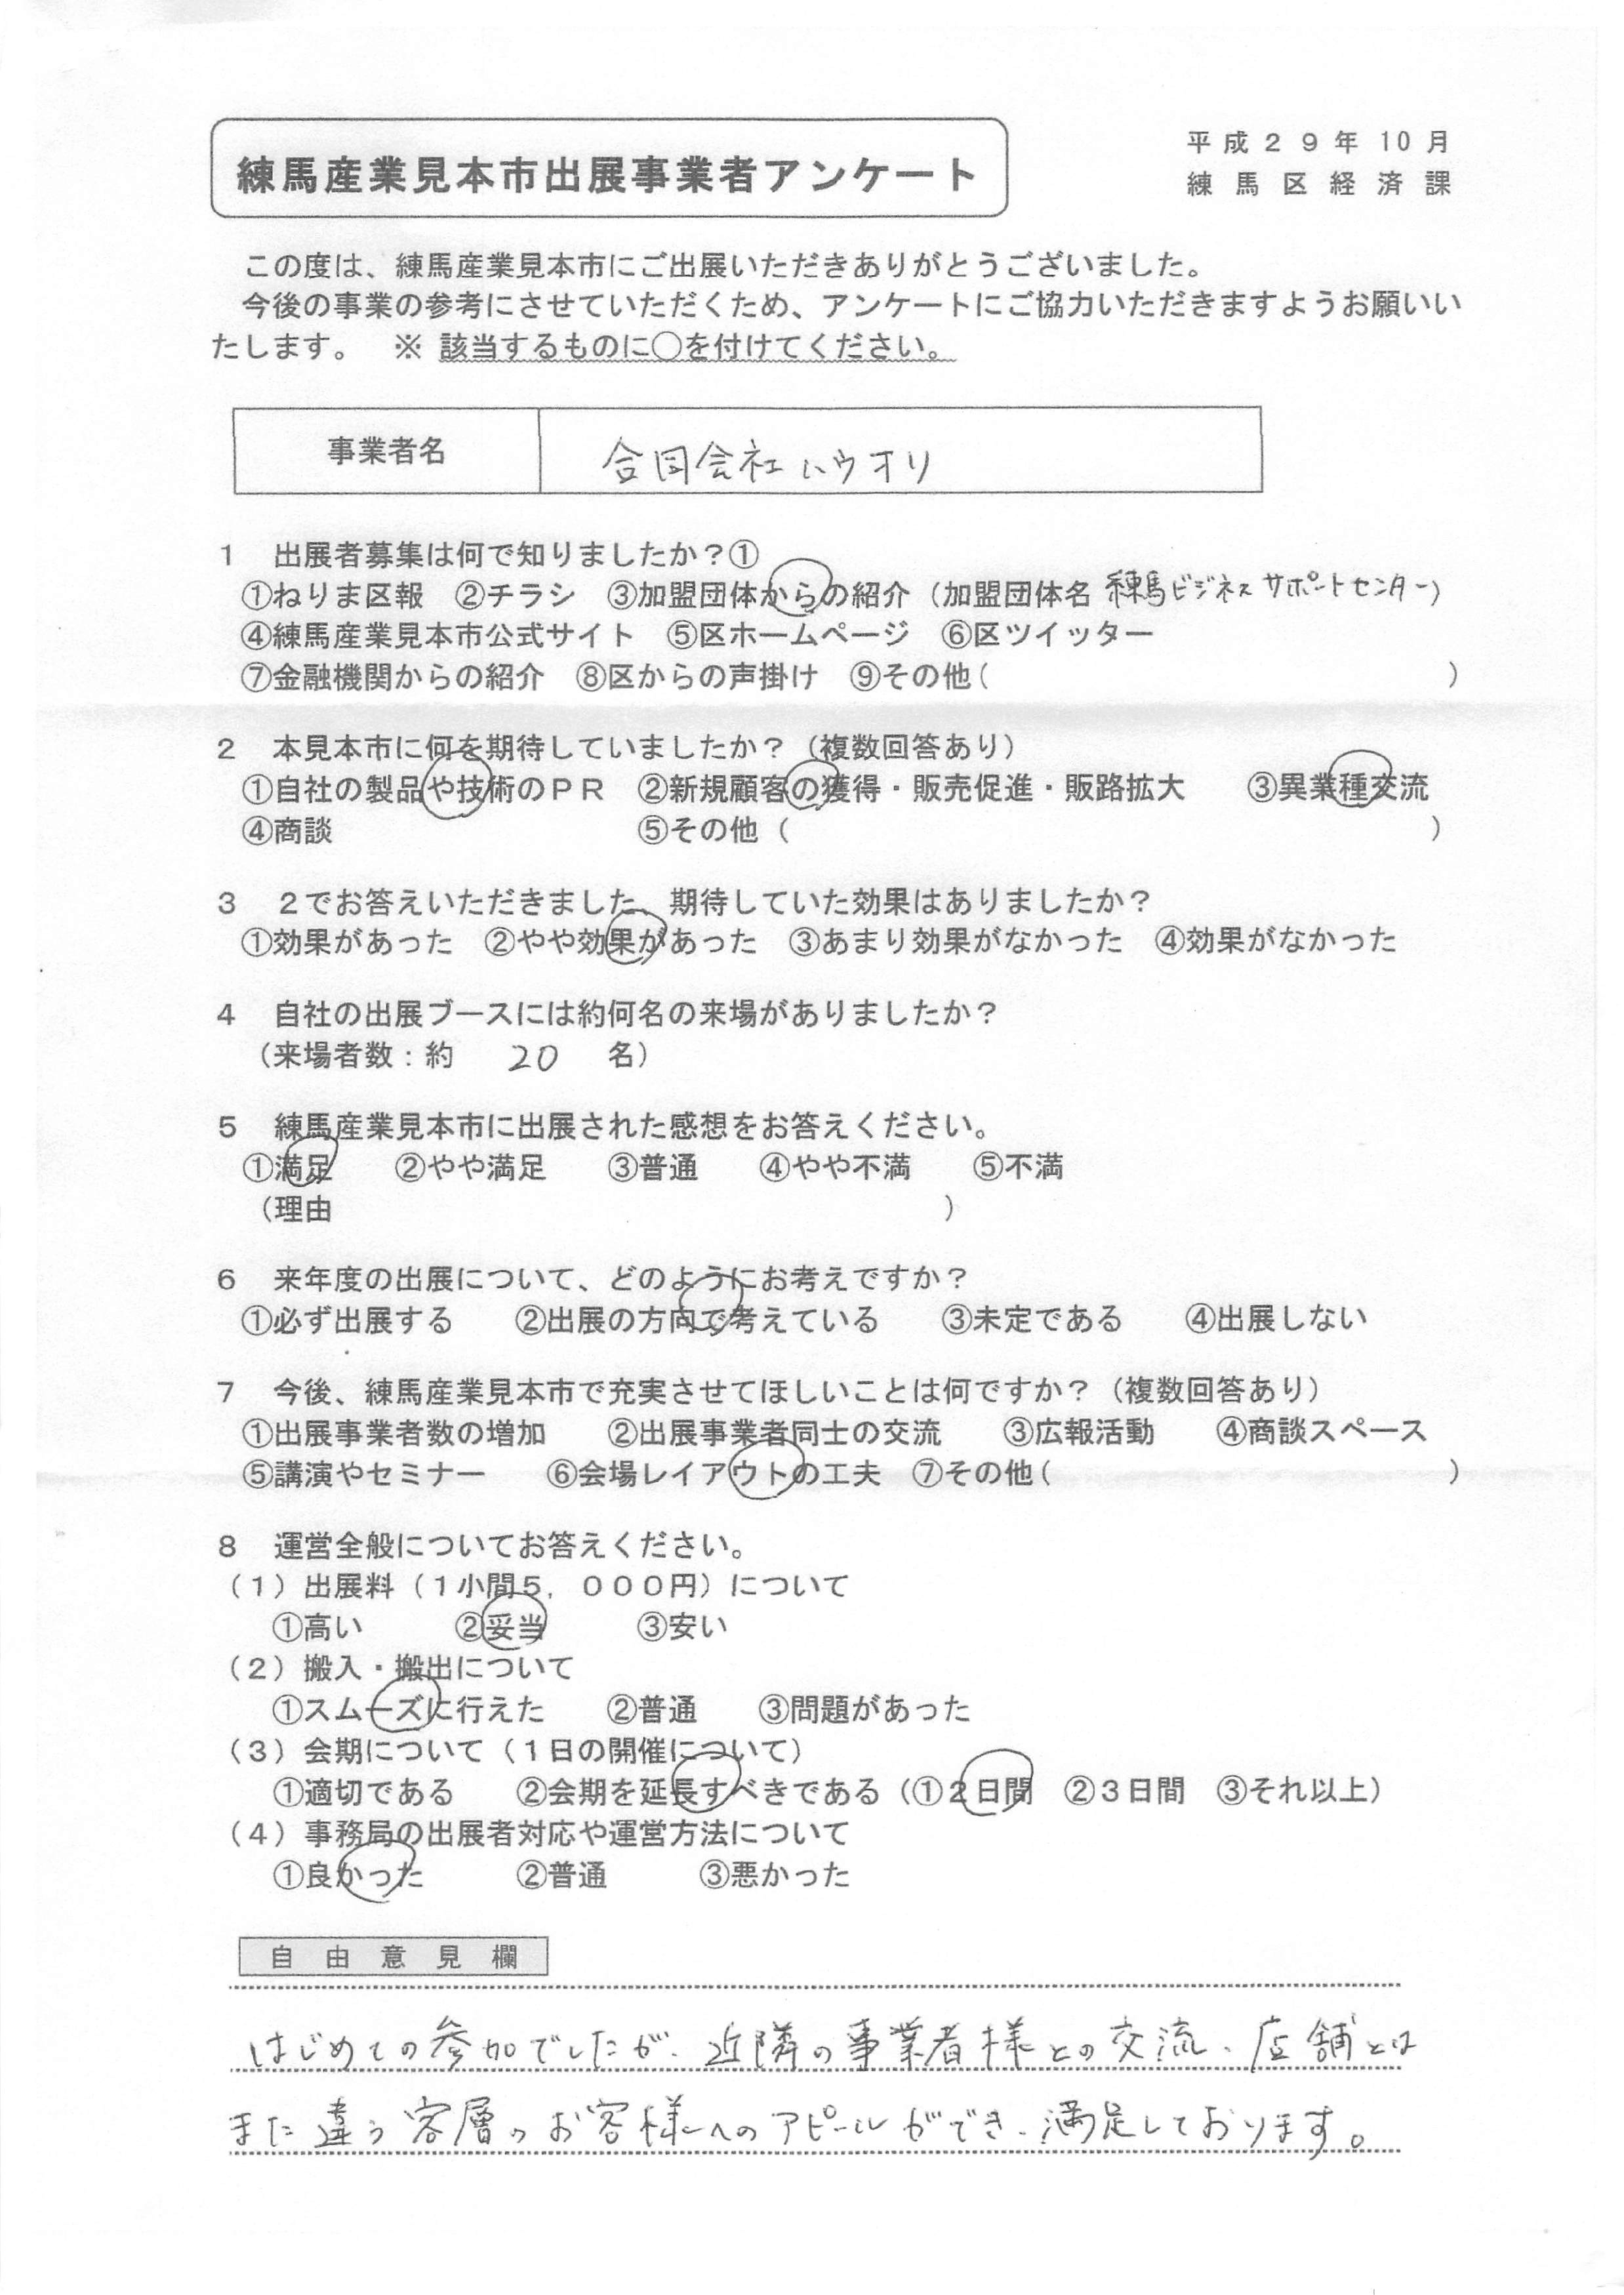 練馬産業見本市出展事業者アンケート
平成29年10月
練馬区経済課
この度は、練馬産業見本市にご出展いただきありがとうございました。
今後の事業の参考にさせていただくため、アンケートにご協力いただきますようお願いい
たします。 ※ 該当するものに○を付けてください。
事業者名 合同会社ハウオリ
1 出展者募集は何で知りましたか?①
①ねりま区報 ②チラシ ③加盟団体からの紹介(加盟団体名 練馬ビジネスサポートセンター)
④練馬産業見本市公式サイト ⑤区ホームページ ⑥区ツイッター
⑦金融機関からの紹介 ⑧区からの声掛け ⑨その他( )
2 本見本市に何を期待していましたか?(複数回答あり)
①自社の製品や技術のPR ②新規顧客の獲得・販売促進・販路拡大 ③異業種交流
④商談 ⑤その他( )
3 2でお答えいただきました、期待していた効果はありましたか?
①効果があった ②やや効果があった ③あまり効果がなかった ④効果がなかった
4 自社の出展ブースには約何名の来場がありましたか?
(来場者数:約 20 名)
5 練馬産業見本市に出展された感想をお答えください。
①満足 ②やや満足 ③普通 ④やや不満 ⑤不満
(理由 )
6 来年度の出展について、どのようにお考えですか?
①必ず出展する ②出展の方向で考えている ③未定である ④出展しない
7 今後、練馬産業見本市で充実させてほしいことは何ですか?(複数回答あり)
①出展事業者数の増加 ②出展事業者同士の交流 ③広報活動 ④商談スペース
⑤講演やセミナー ⑥会場レイアウトの工夫 ⑦その他( )
8 運営全般についてお答えください。
(1)出展料(1小間5,000円)について
①高い ②妥当 ③安い
(2)搬入・搬出について
①スムーズに行えた ②普通 ③問題があった
(3)会期について(1日の開催について)
①適切である ②会期を延長すべきである(①2日間 ②3日間 ③それ以上)
(4)事務局の出展者対応や運営方法について
①良かった ②普通 ③悪かった
自由意見欄
はじめての参加でしたが、近隣の事業者様との交流、店舗とは
また違う客層のお客様へのアピールができ、満足しております。